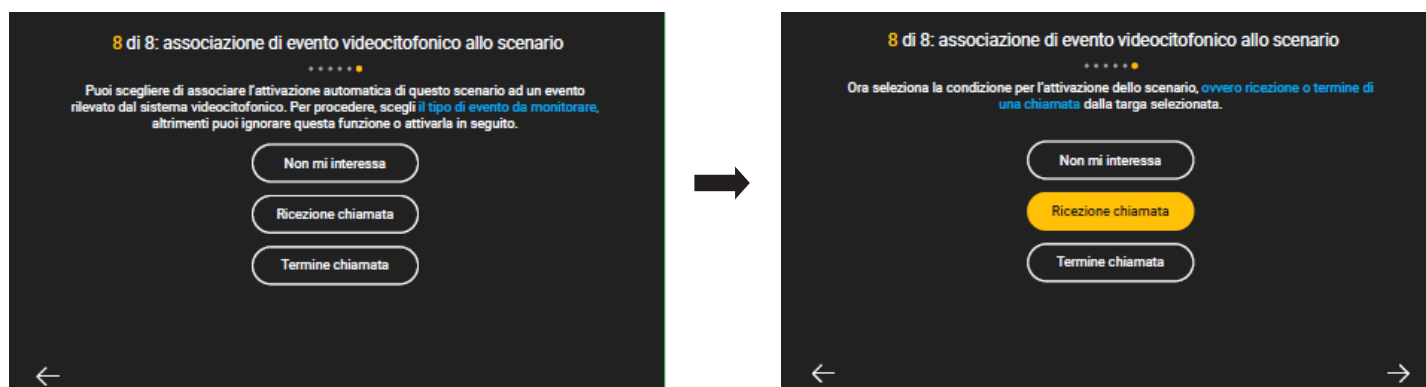 8 di 8: associazione di evento videocitofonico allo scenario
Puoi scegliere di associare l'attivazione automatica di questo scenario ad un evento
rilevato dal sistema videocitofonico. Per procedere, scegli il tipo di evento da monitorare,
altrimenti puoi ignorare questa funzione o attivarla in seguito.
Non mi interessa
Ricezione chiamata
Termine chiamata
8 di 8: associazione di evento videocitofonico allo scenario
Ora seleziona la condizione per l'attivazione dello scenario, ovvero ricezione o termine di
una chiamata dalla targa selezionata.
Non mi interessa
Ricezione chiamata
Termine chiamata